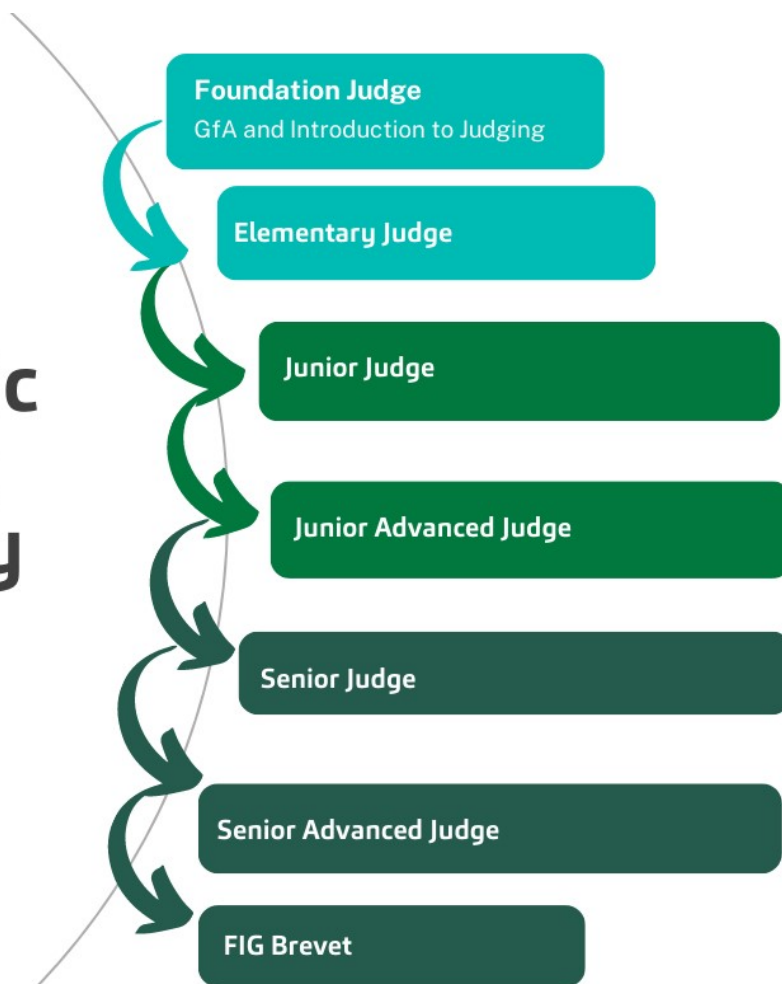 Foundation Judge
GfA and Introduction to Judging
Elementary Judge
Junior Judge
c
Junior Advanced Judge
y
Senior Judge
Senior Advanced Judge
FIG Brevet